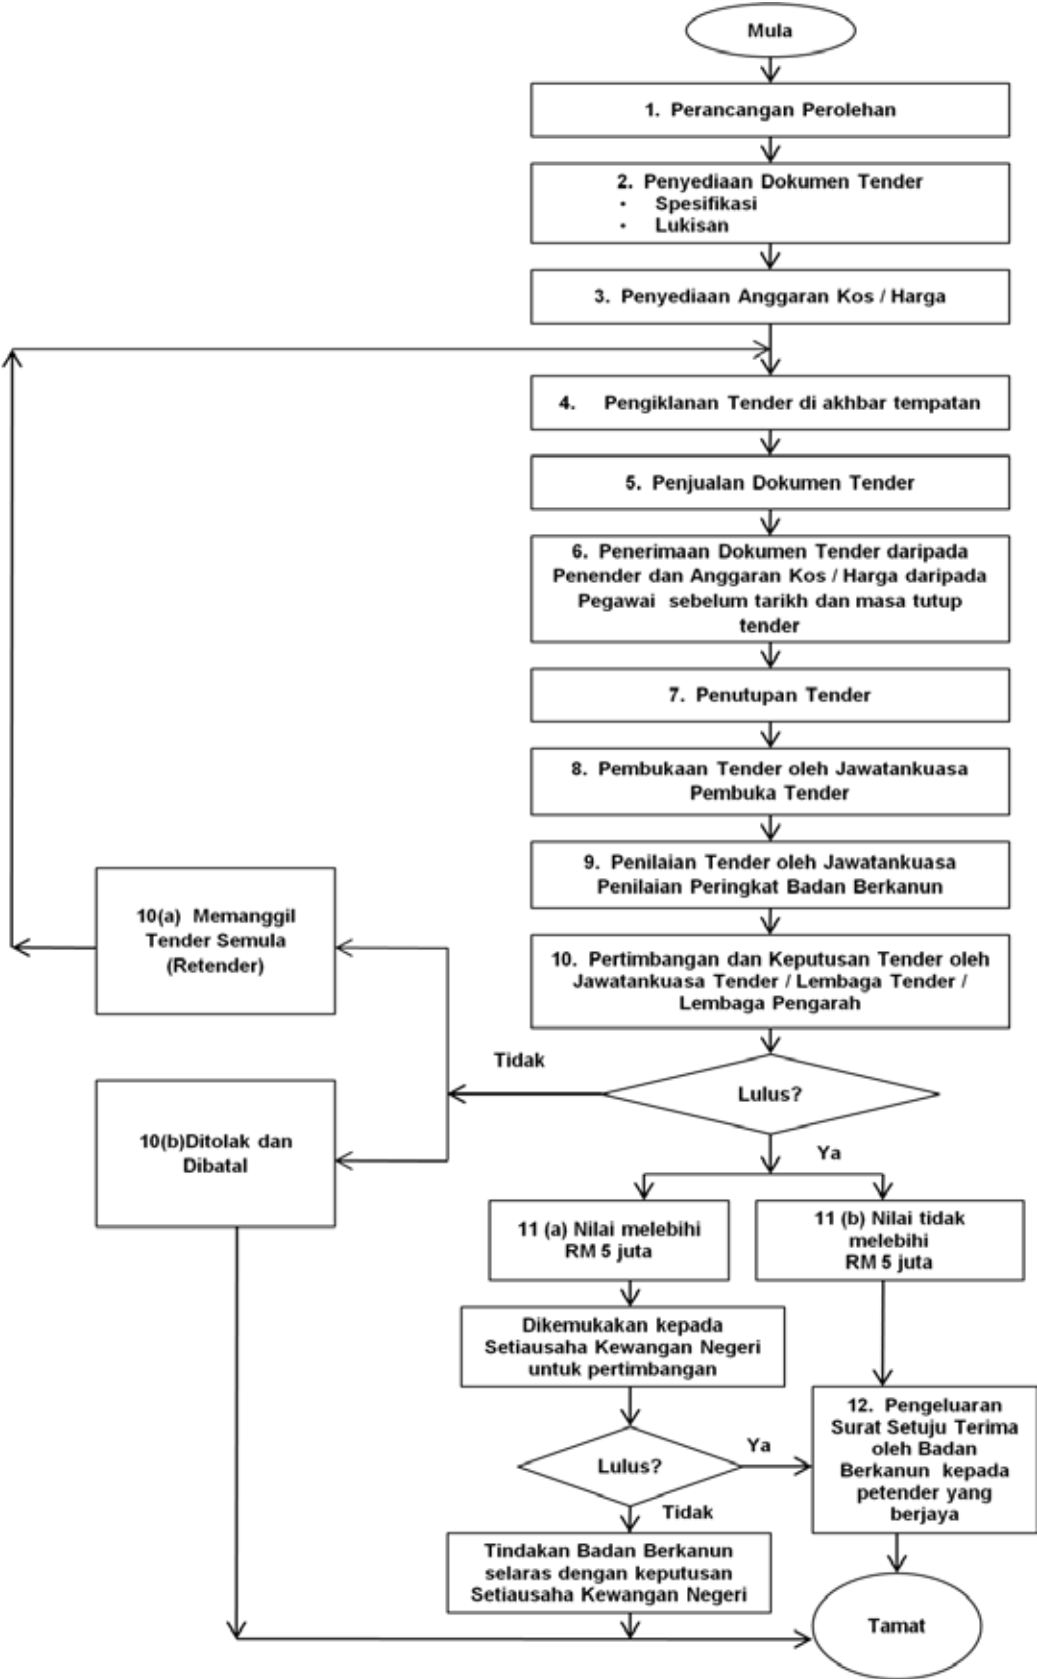 Mula
1. Perancangan Perolehan
2. Penyediaan Dokumen Tender
• Spesifikasi
• Lukisan
3. Penyediaan Anggaran Kos / Harga
4. Pengiklanan Tender di akhbar tempatan
5. Penjualan Dokumen Tender
6. Penerimaan Dokumen Tender daripada
Penender dan Anggaran Kos / Harga daripada
Pegawai sebelum tarikh dan masa tutup
tender
7. Penutupan Tender
8. Pembukaan Tender oleh Jawatankuasa
Pembuka Tender
9. Penilaian Tender oleh Jawatankuasa
Penilaian Peringkat Badan Berkanun
10. Pertimbangan dan Keputusan Tender oleh
Jawatankuasa Tender / Lembaga Tender /
Lembaga Pengarah
10(a) Memanggil
Tender Semula
(Retender)
Tidak
Lulus?
10(b)Ditolak dan
Dibatal
Ya
11 (a) Nilai melebihi
RM 5 juta
11 (b) Nilai tidak
melebihi
RM 5 juta
Dikemukakan kepada
Setiausaha Kewangan Negeri
untuk pertimbangan
Lulus?
Ya
12. Pengeluaran
Surat Setuju Terima
oleh Badan
Berkanun kepada
petender yang
berjaya
Tidak
Tindakan Badan Berkanun
selaras dengan keputusan
Setiausaha Kewangan Negeri
Tamat